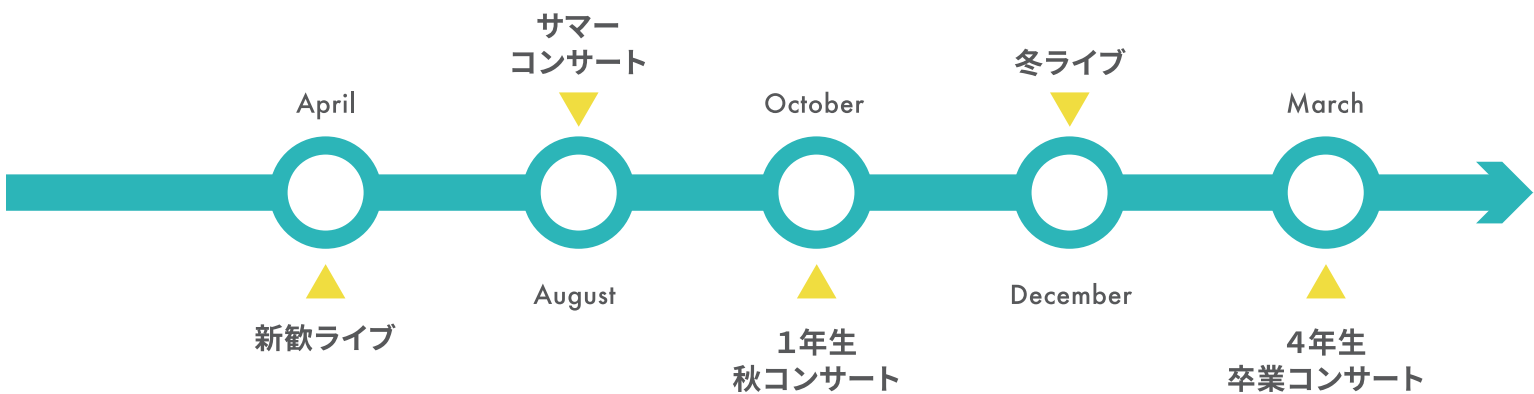 April
新歓ライブ
サマー
コンサート
August
October
1年生
秋コンサート
冬ライブ
December
March
4年生
卒業コンサート